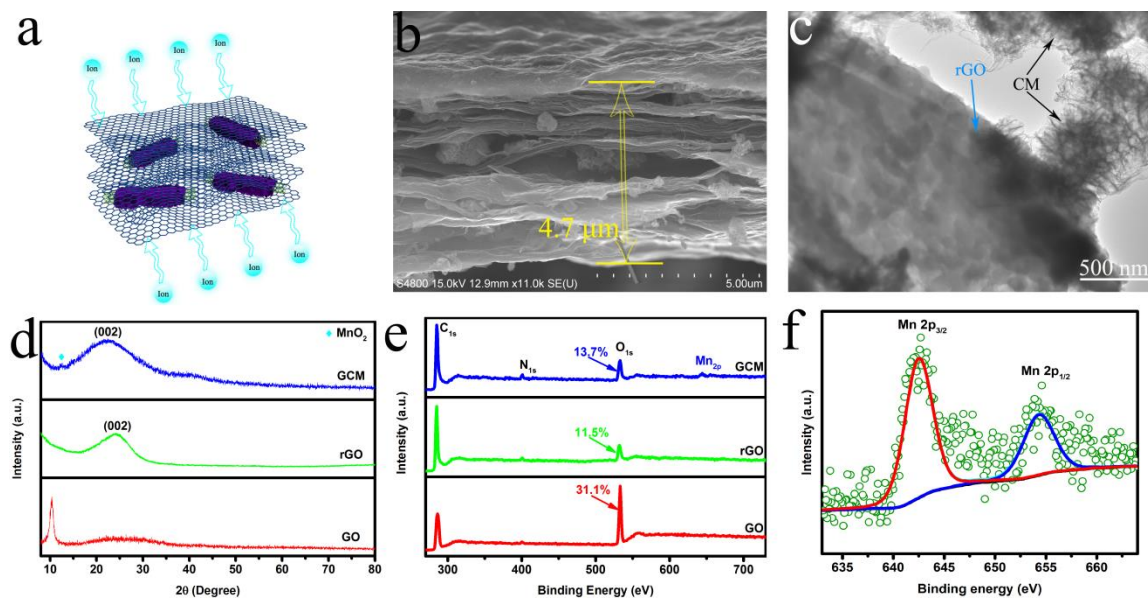 a
Ion Ion Ion Ion
Ion Ion Ion Ion
b
4.7 μm
S4800 15.0kV 12.9mm x11.0k SE(U)
5.00um
c
rGO
CM
500 nm
d
(002)
MnO2
GCM
(002)
rGO
GO
Intensity (a.u.)
10 20 30 40 50 60 70 80
2θ (Degree)
e
C1s
N1s
13.7%
O1s
Mn2p
GCM
11.5%
rGO
31.1%
GO
Intensity (a.u.)
300 400 500 600 700
Binding Energy (eV)
f
Mn 2p3/2
Mn 2p1/2
Intensity (a.u.)
635 640 645 650 655 660
Binding energy (eV)